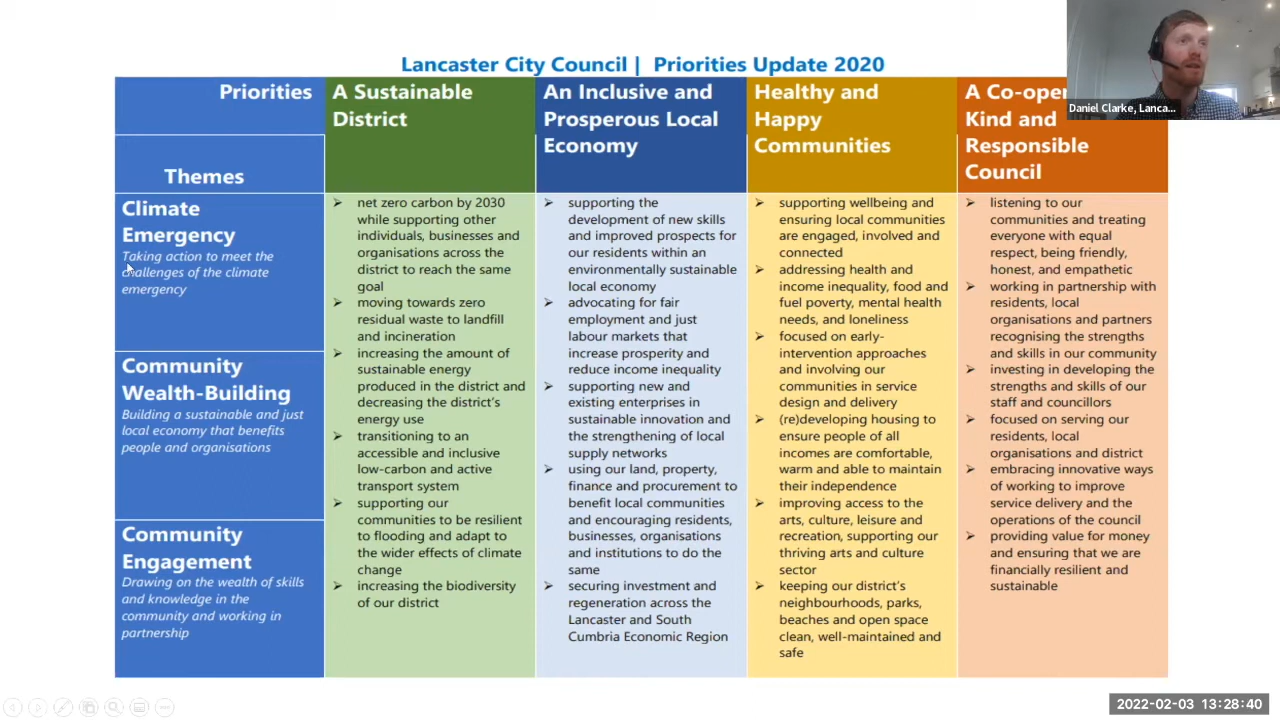 Lancaster City Council | Priorities Update 2020
Priorities
Themes
A Sustainable
District
An Inclusive and
Prosperous Local
Economy
Healthy and
Happy
Communities
A Co-oper
Kind and
Responsible
Council
Daniel Clarke, Lanca...
Climate
Emergency
Taking action to meet the
challenges of the climate
emergency
Community
Wealth-Building
Building a sustainable and just
local economy that benefits
people and organisations
Community
Engagement
Drawing on the wealth of skills
and knowledge in the
community and working in
partnership
net zero carbon by 2030
while supporting other
individuals, businesses and
organisations across the
district to reach the same
goal
moving towards zero
residual waste to landfill
and incineration
increasing the amount of
sustainable energy
produced in the district and
decreasing the district's
energy use
transitioning to an
accessible and inclusive
low-carbon and active
transport system
supporting our
communities to be resilient
to flooding and adapt to
the wider effects of climate
change
increasing the biodiversity
of our district
supporting the
development of new skills
and improved prospects for
our residents within an
environmentally sustainable
local economy
advocating for fair
employment and just
labour markets that
increase prosperity and
reduce income inequality
supporting new and
existing enterprises in
sustainable innovation and
the strengthening of local
supply networks
using our land, property,
finance and procurement to
benefit local communities
and encouraging residents,
businesses, organisations
and institutions to do the
same
securing investment and
regeneration across the
Lancaster and South
Cumbria Economic Region
supporting wellbeing and
ensuring local communities
are engaged, involved and
connected
addressing health and
income inequality, food and
fuel poverty, mental health
needs, and loneliness
focused on early-
intervention approaches
and involving our
communities in service
design and delivery
(re)developing housing to
ensure people of all
incomes are comfortable,
warm and able to maintain
their independence
improving access to the
arts, culture, leisure and
recreation, supporting our
thriving arts and culture
sector
keeping our district's
neighbourhoods, parks,
beaches and open space
clean, well-maintained and
safe
listening to our
communities and treating
everyone with equal
respect, being friendly,
honest, and empathetic
working in partnership with
residents, local
organisations and partners
recognising the strengths
and skills in our community
investing in developing the
strengths and skills of our
staff and councillors
focused on serving our
residents, local
organisations and district
embracing innovative ways
of working to improve
service delivery and the
operations of the council
providing value for money
and ensuring that we are
financially resilient and
sustainable
2022-02-03 13:28:40